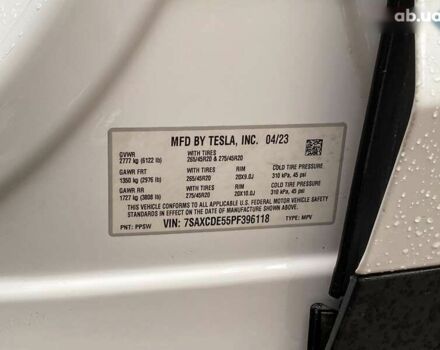 ab.ua
MFD BY TESLA, INC. 04/23
GVWR WITH TIRES
2777 kg (6122 lb) 265/45R20 & 275/45R20
GAWR FRT WITH TIRES RIM COLD TIRE PRESSURE
1350 kg (2976 lb) 265/45R20 20X9.0J 310 kPa, 45 psi
GAWR RR WITH TIRES RIM COLD TIRE PRESSURE
1727 kg (3808 lb) 275/45R20 20X10.0J 310 kPa, 45 psi
THIS VEHICLE CONFORMS TO ALL APPLICABLE U.S. FEDERAL MOTOR VEHICLE SAFETY
STANDARD IN EFFECT ON THE DATE OF MANUFACTURE SHOWN ABOVE.
PNT: PPSW VIN: 7SAXCDE55PF396118 TYPE: MPV